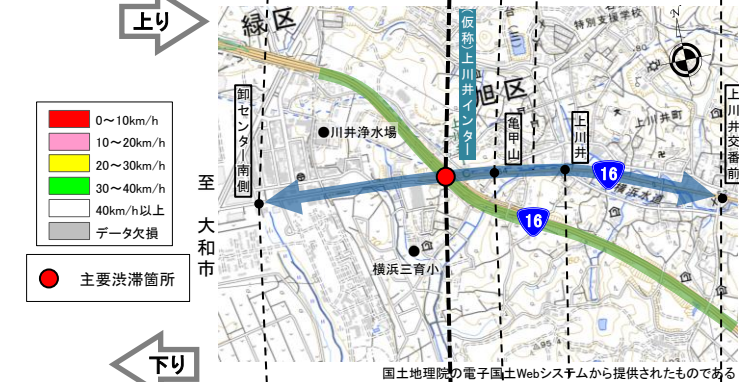 上り
緑区
特別支援学校
(仮称)上川井インター
旭区
卸センター南側
亀甲山
上川井
上川井町
上川井交番前
川井浄水場
0～10km/h
10～20km/h
20～30km/h
30～40km/h
40km/h以上
データ欠損
至 大和市
16
横浜水道
16
主要渋滞箇所
横浜三育小
下り
国土地理院の電子国土Webシステムから提供されたものである